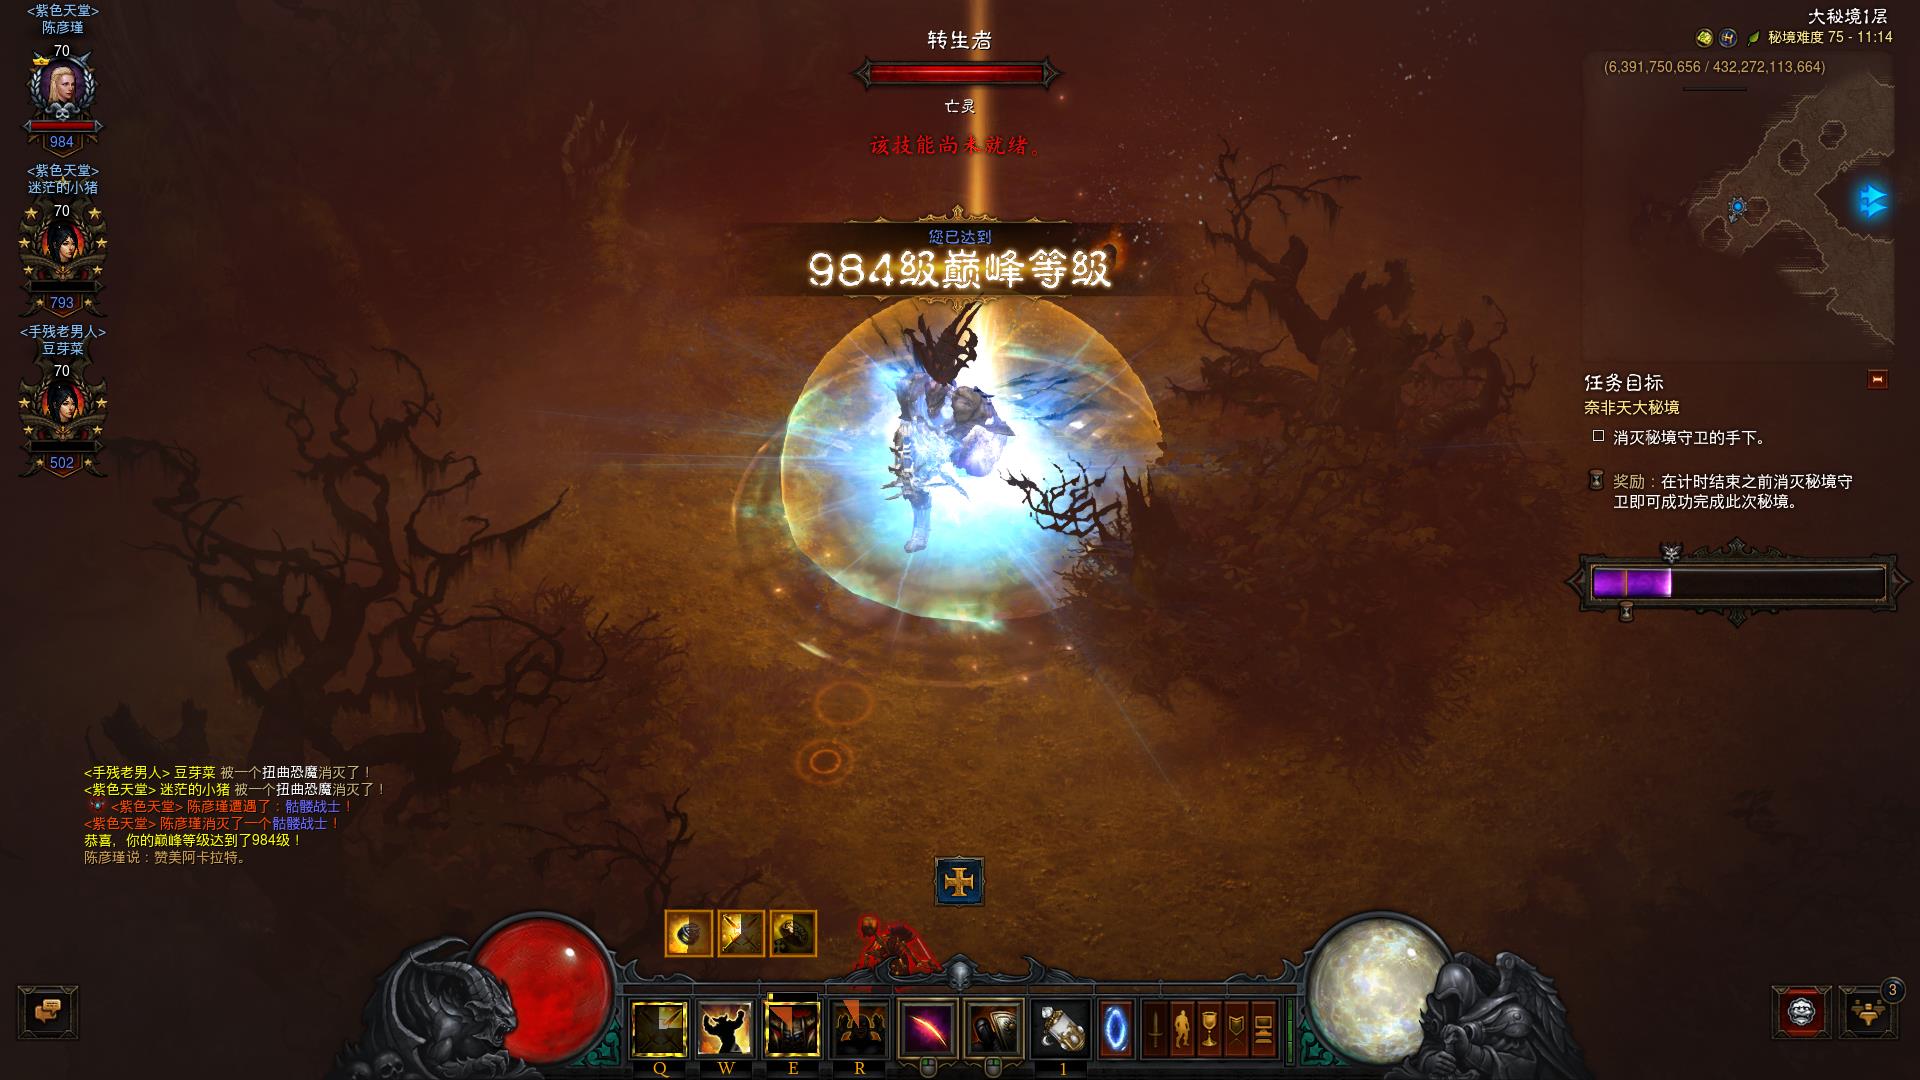 <紫色天堂>
陈彦瑾
70
984
<紫色天堂>
迷茫的小猪
70
793
<手残老男人>
豆芽菜
70
502
转生者
亡灵
该技能尚未就绪。
您已达到
984级巅峰等级
大秘境1层
秘境难度 75 - 11:14
(6,391,750,656 / 432,272,113,664)
任务目标
奈非天大秘境
消灭秘境守卫的手下。
奖励：在计时结束之前消灭秘境守
卫即可成功完成此次秘境。
<手残老男人> 豆芽菜 被一个扭曲恐魔消灭了！
<紫色天堂> 迷茫的小猪 被一个扭曲恐魔消灭了！
<紫色天堂> 陈彦瑾遭遇了：骷髅战士！
<紫色天堂> 陈彦瑾消灭了一个骷髅战士！
恭喜，你的巅峰等级达到了984级！
陈彦瑾说：赞美阿卡拉特。
Q W E R 1
3